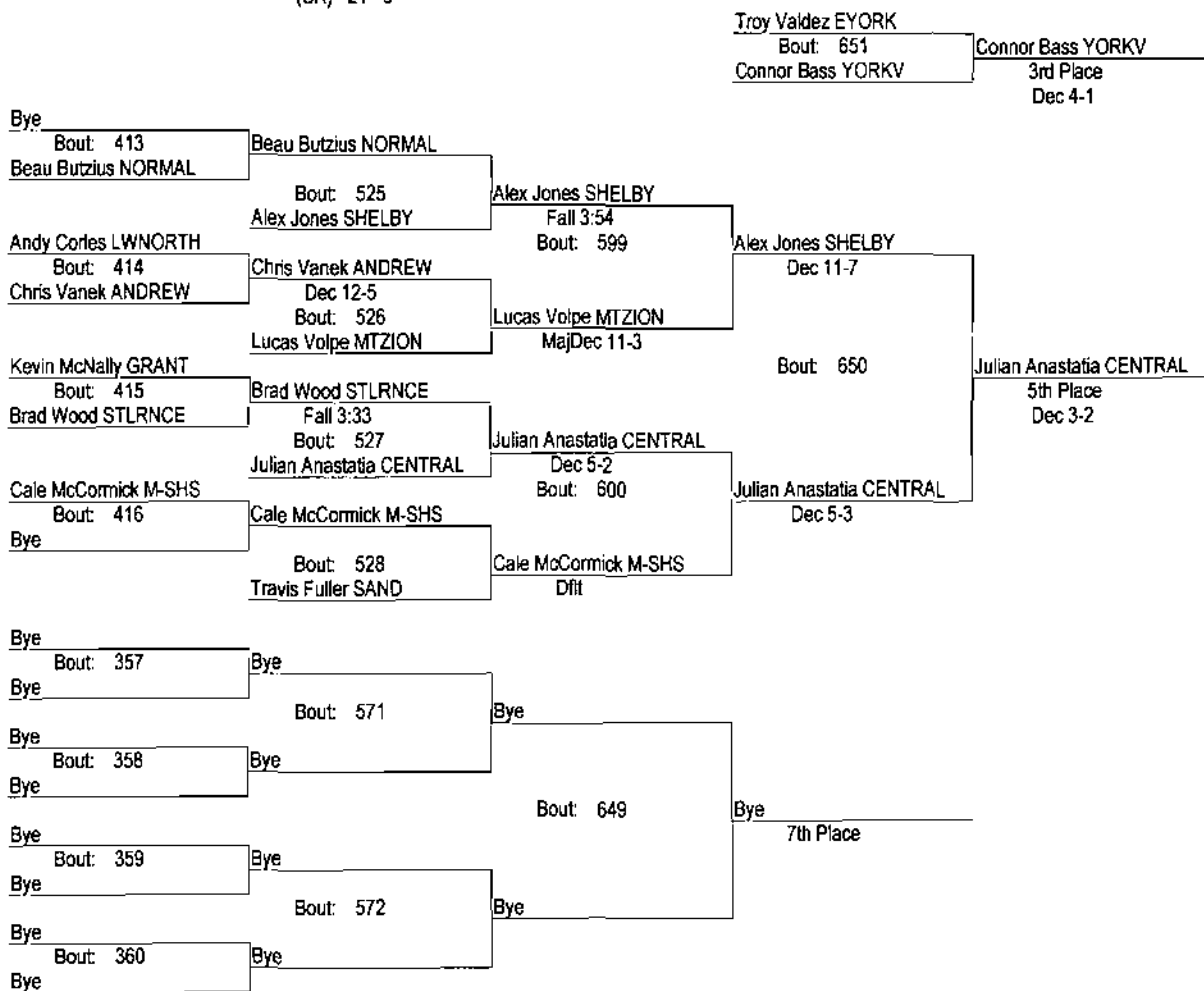 Troy Valdez EYORK
Bout: 651
Connor Bass YORKV
Connor Bass YORKV
3rd Place
Dec 4-1
Bye
Bout: 413
Beau Butzius NORMAL
Beau Butzius NORMAL
Bout: 525
Alex Jones SHELBY
Alex Jones SHELBY
Fall 3:54
Bout: 599
Andy Corles LWNORTH
Bout: 414
Chris Vanek ANDREW
Chris Vanek ANDREW
Dec 12-5
Bout: 526
Lucas Volpe MTZION
Lucas Volpe MTZION
MajDec 11-3
Alex Jones SHELBY
Dec 11-7
Kevin McNally GRANT
Bout: 415
Brad Wood STLRNCE
Brad Wood STLRNCE
Fall 3:33
Bout: 527
Julian Anastatia CENTRAL
Julian Anastatia CENTRAL
Dec 5-2
Bout: 600
Bout: 650
Julian Anastatia CENTRAL
5th Place
Dec 3-2
Cale McCormick M-SHS
Bout: 416
Bye
Cale McCormick M-SHS
Bout: 528
Travis Fuller SAND
Cale McCormick M-SHS
Dflt
Julian Anastatia CENTRAL
Dec 5-3
Bye
Bout: 357
Bye
Bye
Bout: 571
Bye
Bye
Bout: 358
Bye
Bye
Bout: 649
Bye
7th Place
Bye
Bout: 359
Bye
Bye
Bout: 572
Bye
Bye
Bout: 360
Bye
Bye